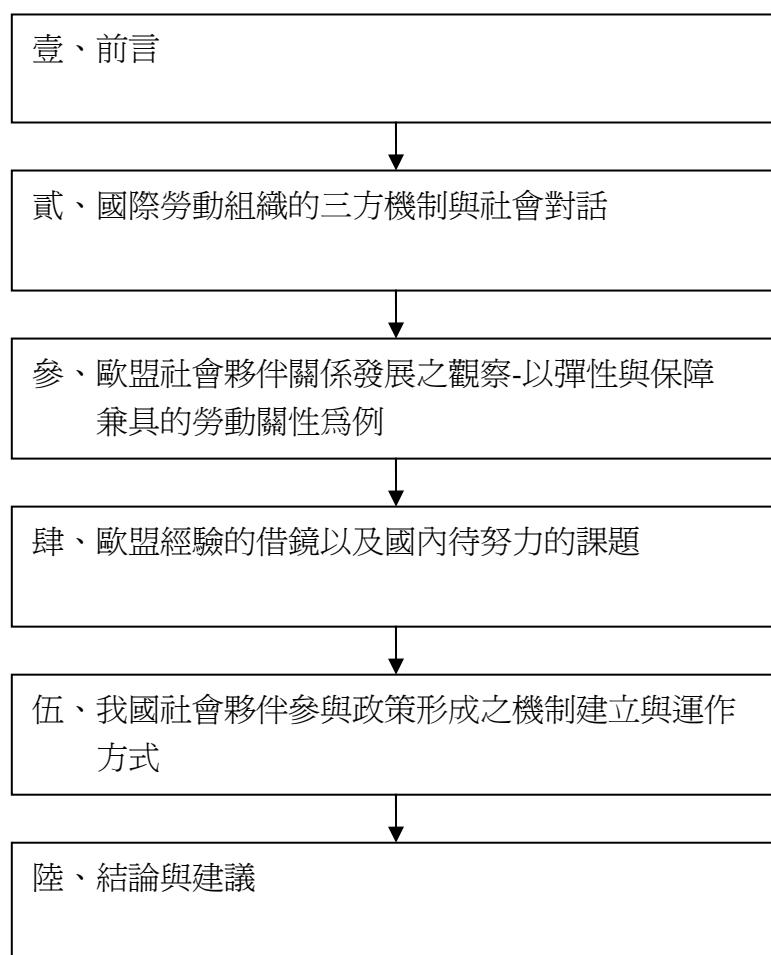 壹、前言
貳、國際勞動組織的三方機制與社會對話
參、歐盟社會夥伴關係發展之觀察-以彈性與保障
兼具的勞動關性為例
肆、歐盟經驗的借鏡以及國內待努力的課題
伍、我國社會夥伴參與政策形成之機制建立與運作
方式
陸、結論與建議